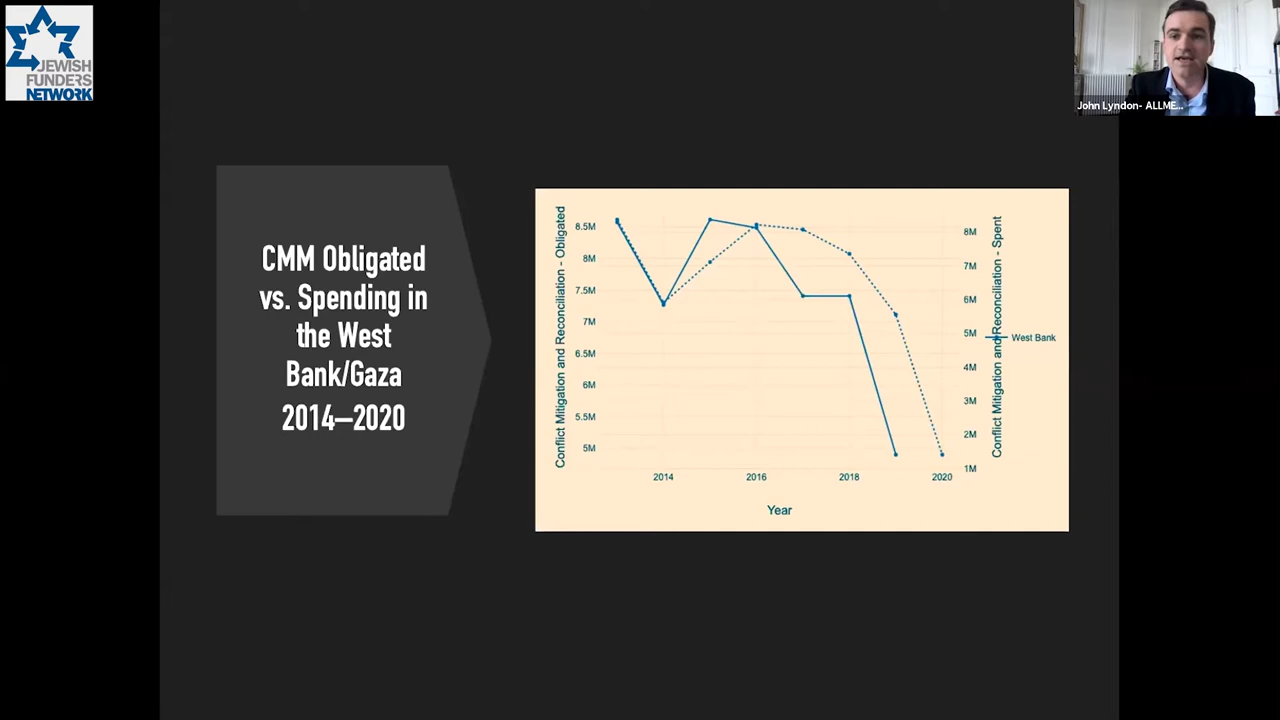 JEWISH
FUNDERS
NETWORK
John Lyndon- ALLME...
CMM Obligated
vs. Spending in
the West
Bank/Gaza
2014–2020
Conflict Mitigation and Reconciliation - Obligated
8.5M
8M
7.5M
7M
6.5M
6M
5.5M
5M
2014
2016
2018
2020
Year
8M
7M
6M
5M
4M
3M
2M
1M
Conflict Mitigation and Reconciliation - Spent
West Bank